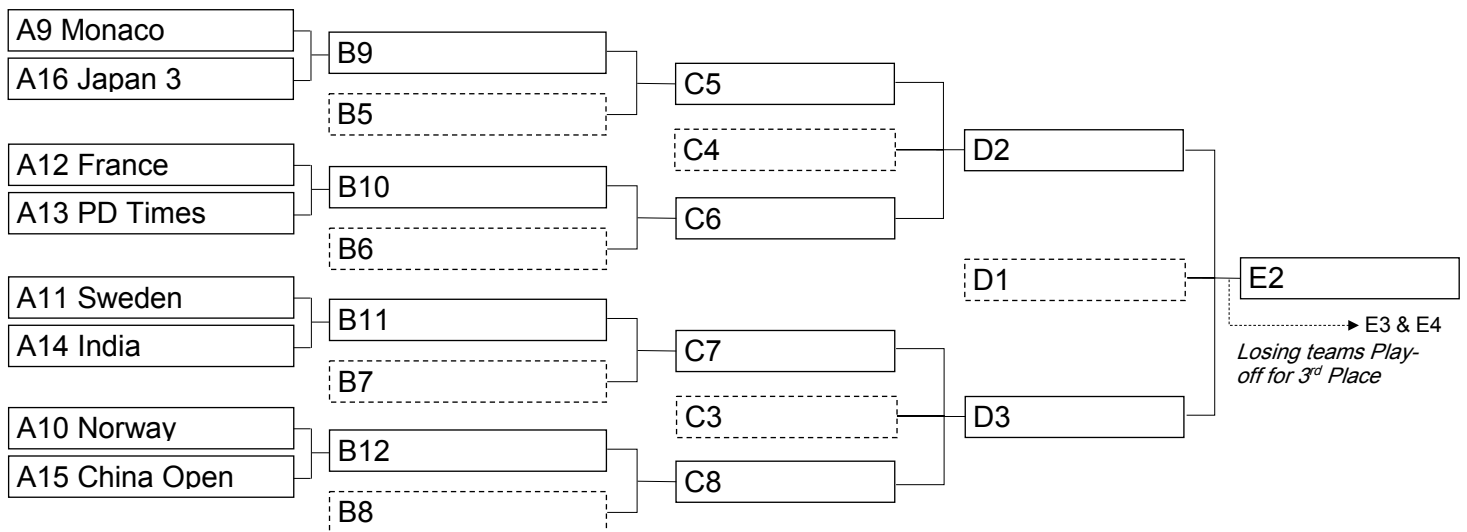 A9 Monaco
A16 Japan 3
A12 France
A13 PD Times
A11 Sweden
A14 India
A10 Norway
A15 China Open
B9
B5
B10
B6
B11
B7
B12
B8
C5
C4
C6
C7
C3
C8
D2
D1
D3
E2
E3 & E4
Losing teams Play-
off for 3rd Place